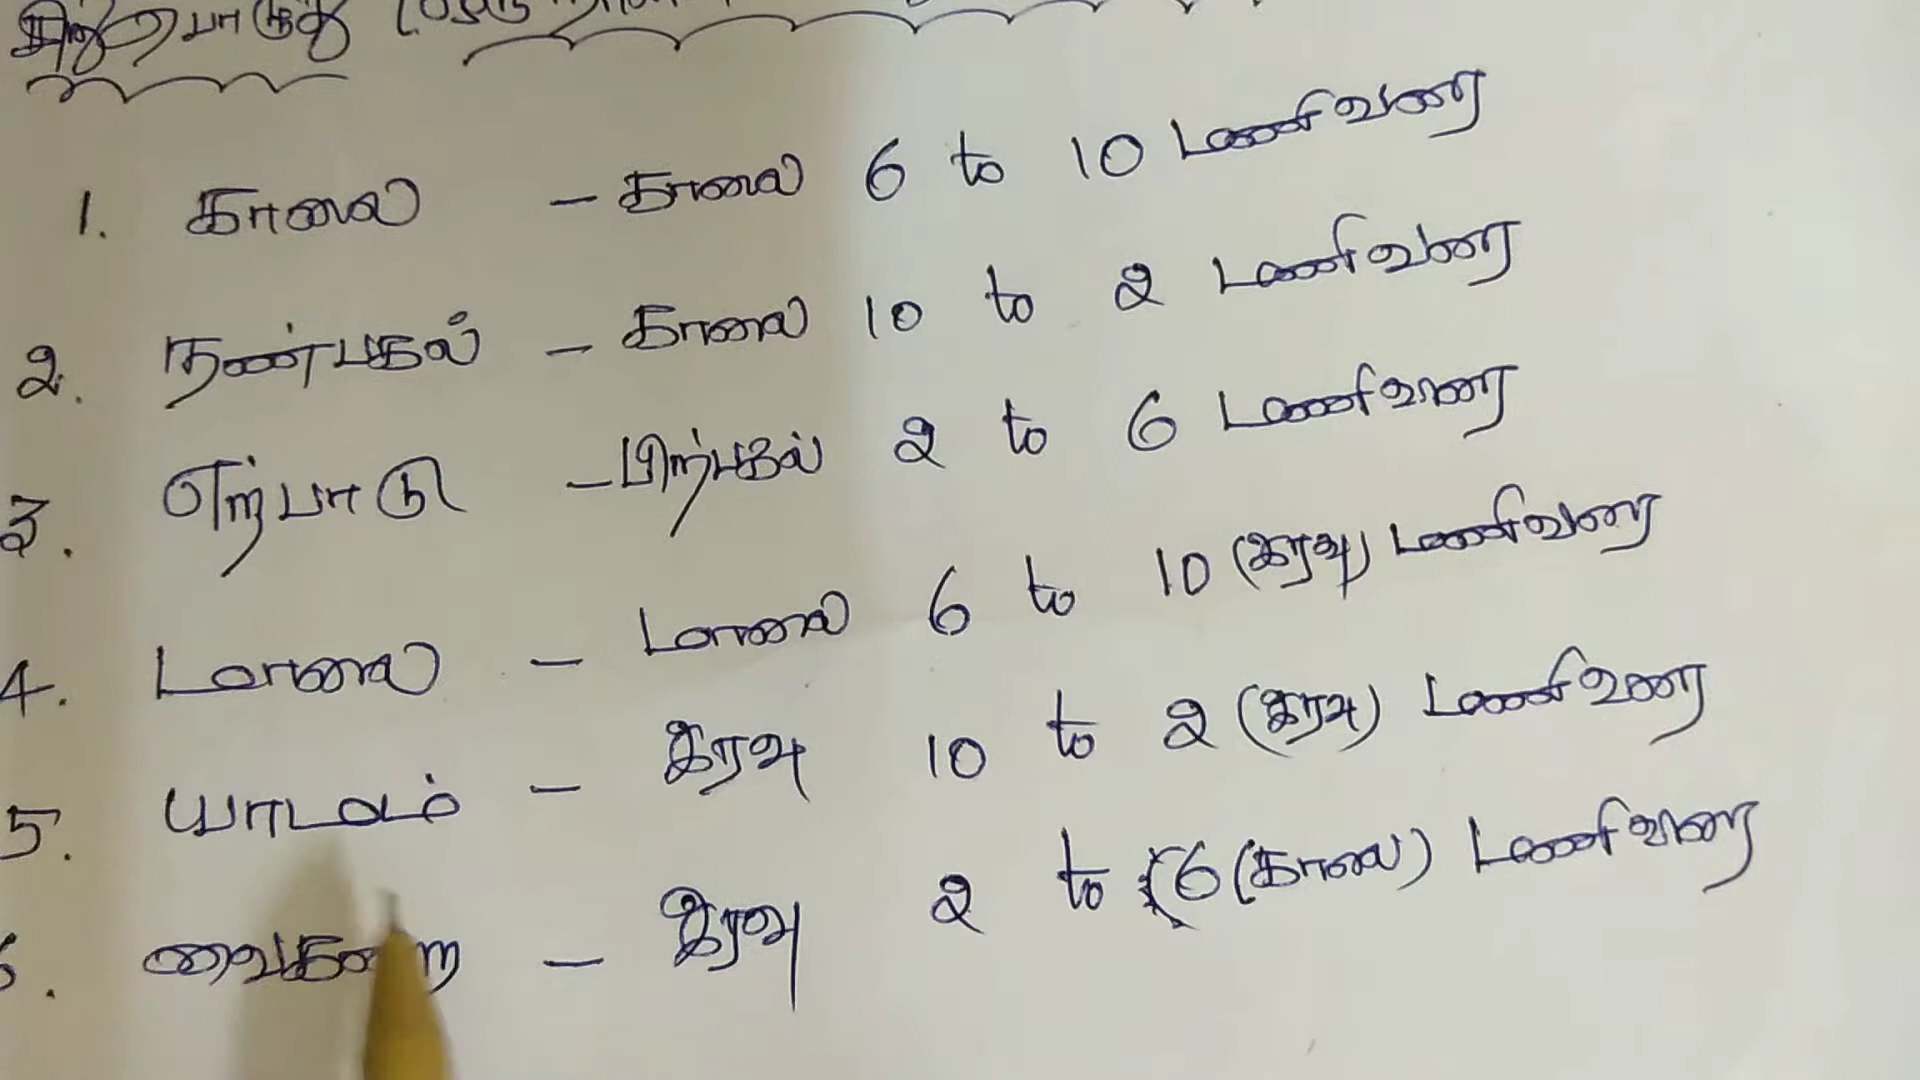 சிறுபொழுது
1. காலை – காலை 6 to 10 மணிவரை
2. நண்பகல் – காலை 10 to 2 மணிவரை
3. எற்பாடு – பிற்பகல் 2 to 6 மணிவரை
4. மாலை – மாலை 6 to 10 (இரவு) மணிவரை
5. யாமம் – இரவு 10 to 2 (இரவு) மணிவரை
6. வைகறை – இரவு 2 to (6 (காலை) மணிவரை